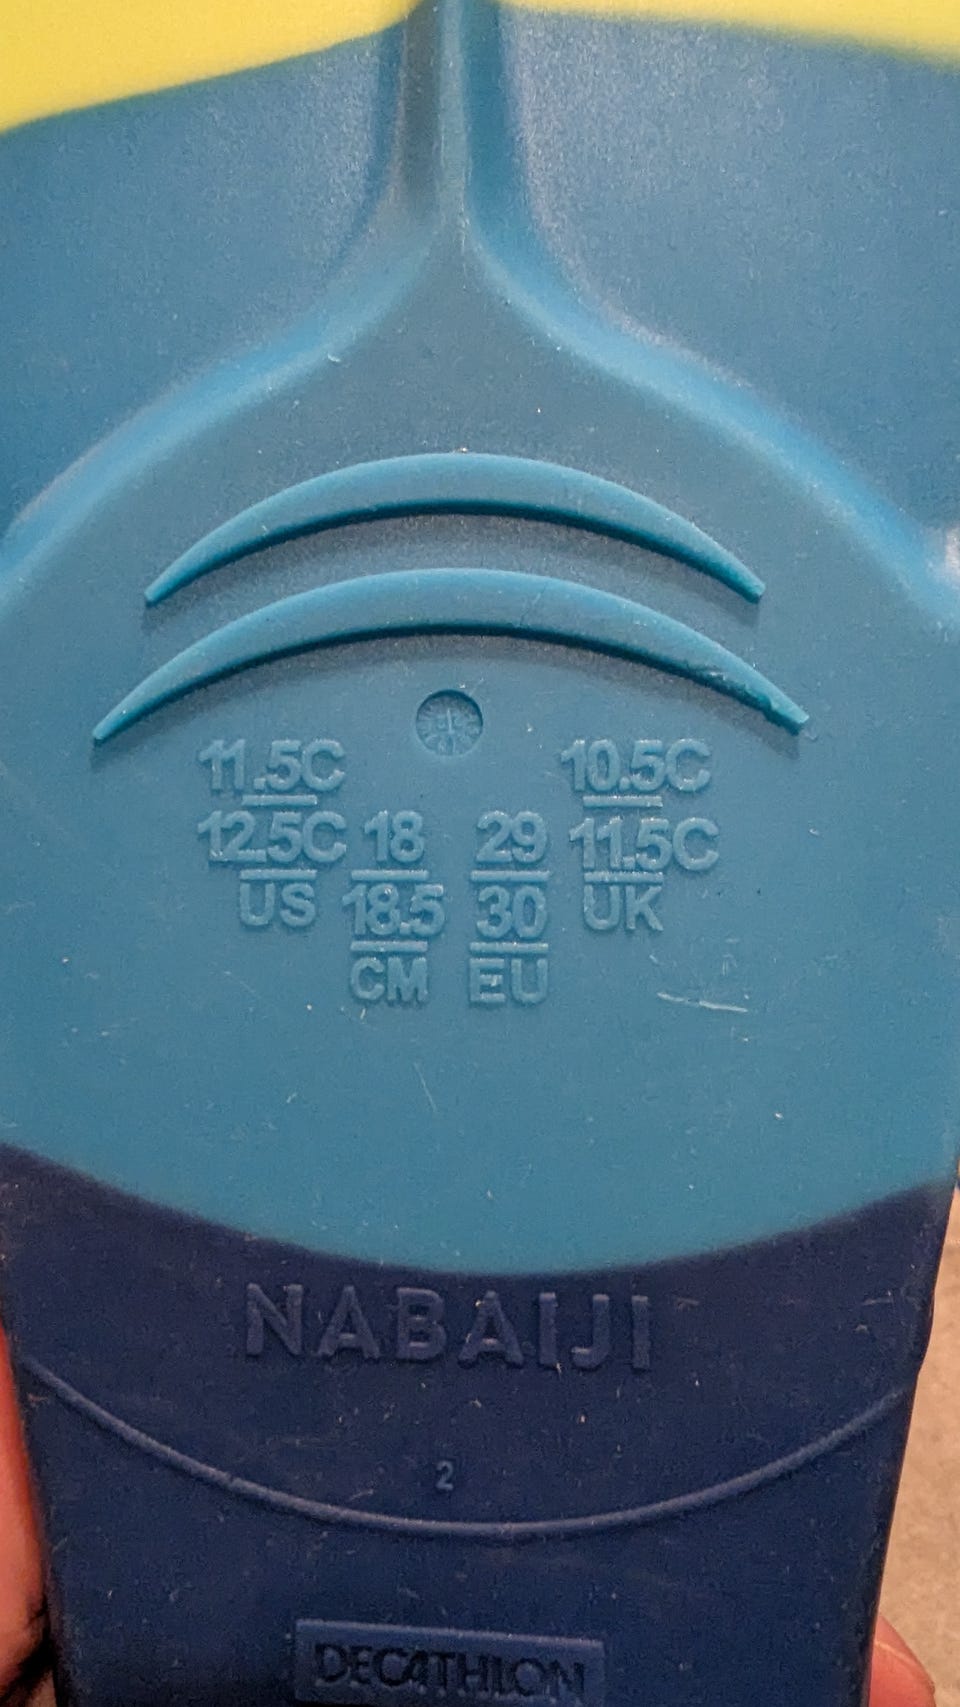 11.5C
12.5C
US
18
18.5
CM
29
30
EU
10.5C
11.5C
UK
NABAIJI
2
DECATHLON